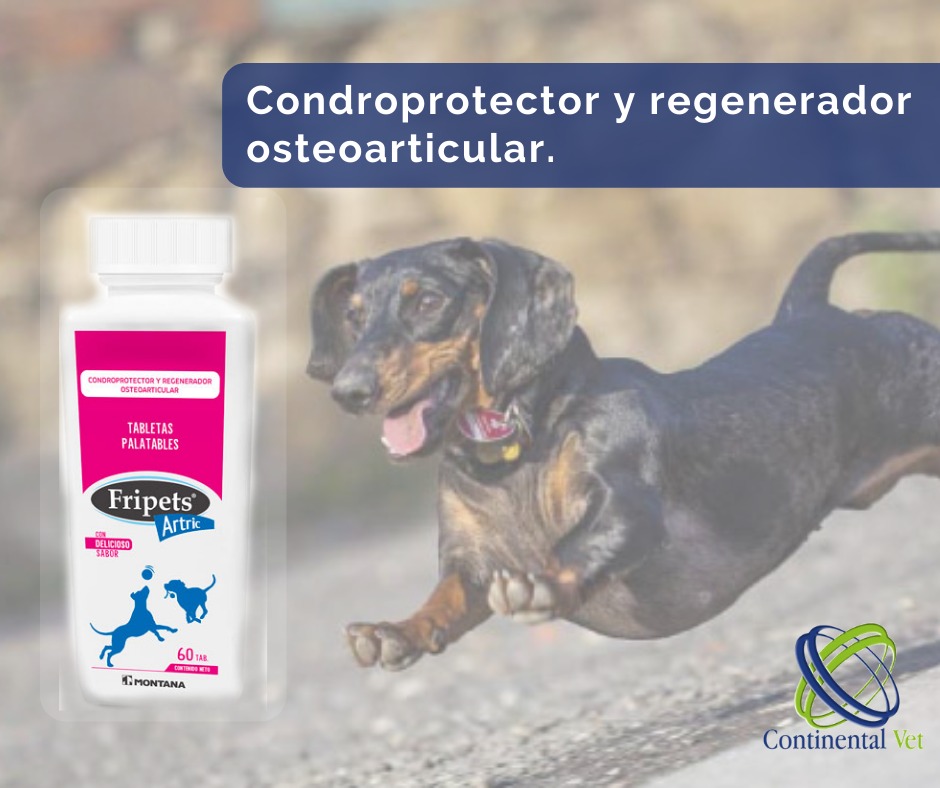 Condroprotector y regenerador
osteoarticular.
CONDROPROTECTOR Y REGENERADOR
OSTEOARTICULAR
TABLETAS
PALATABLES
Fripets®
Artric
CON
DELICIOSO
SABOR
60 TAB.
CONTENIDO NETO
MONTANA
Continental Vet